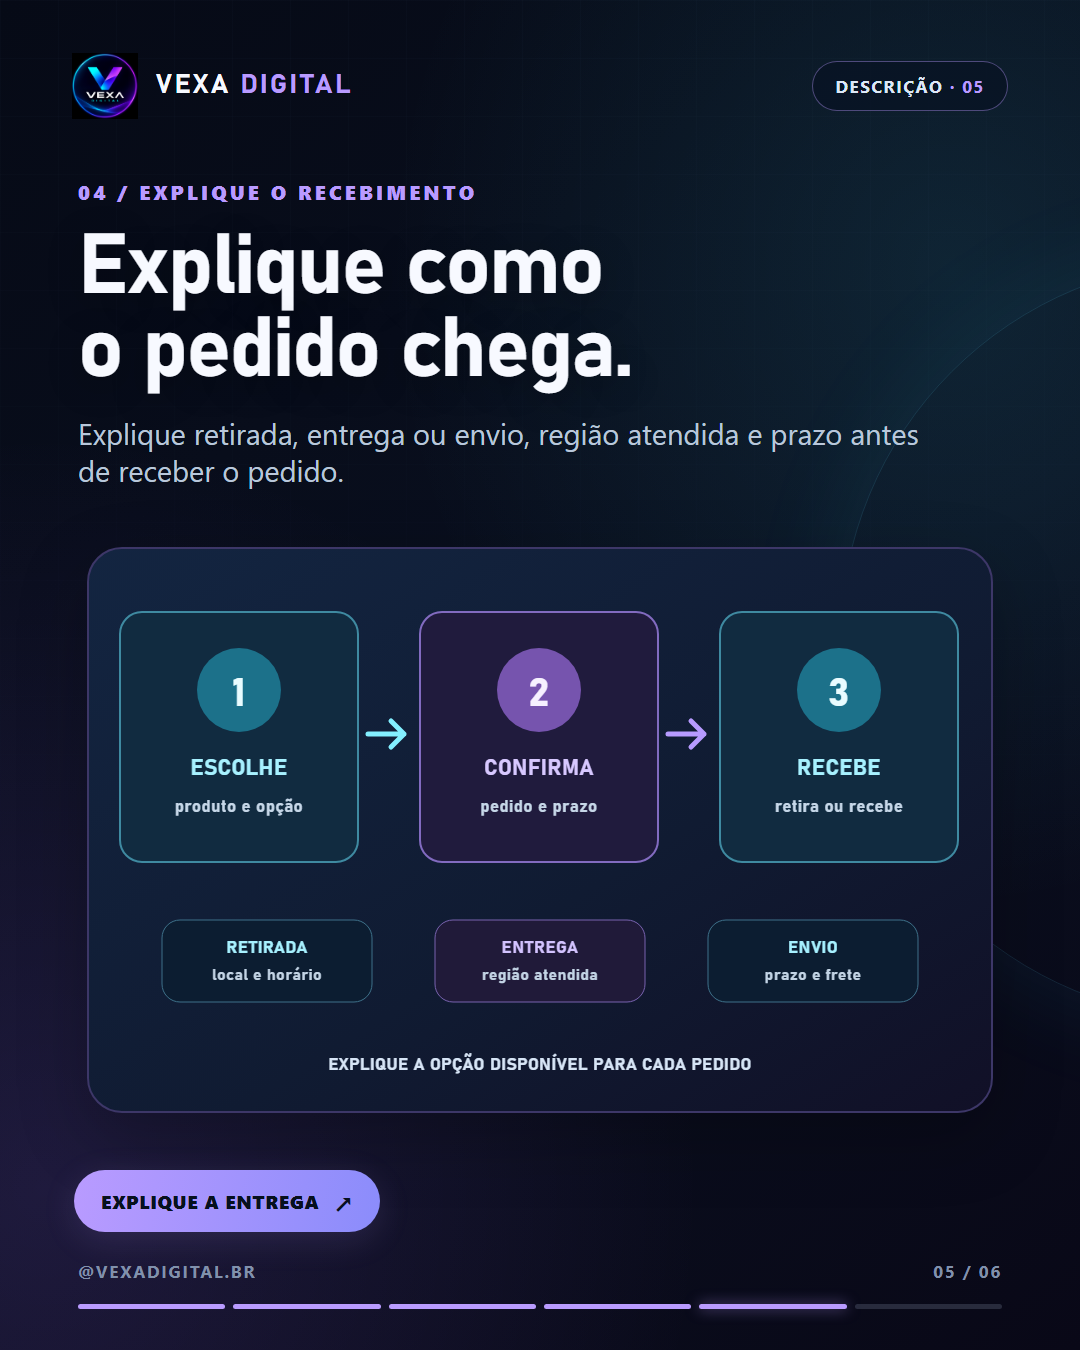 VEXA
DIGITAL
VEXA DIGITAL
DESCRIÇÃO · 05
04 / EXPLIQUE O RECEBIMENTO
Explique como
o pedido chega.
Explique retirada, entrega ou envio, região atendida e prazo antes
de receber o pedido.
1
ESCOLHE
produto e opção
→
2
CONFIRMA
pedido e prazo
→
3
RECEBE
retira ou recebe
RETIRADA
local e horário
ENTREGA
região atendida
ENVIO
prazo e frete
EXPLIQUE A OPÇÃO DISPONÍVEL PARA CADA PEDIDO
EXPLIQUE A ENTREGA ↗
@VEXADIGITAL.BR
05 / 06